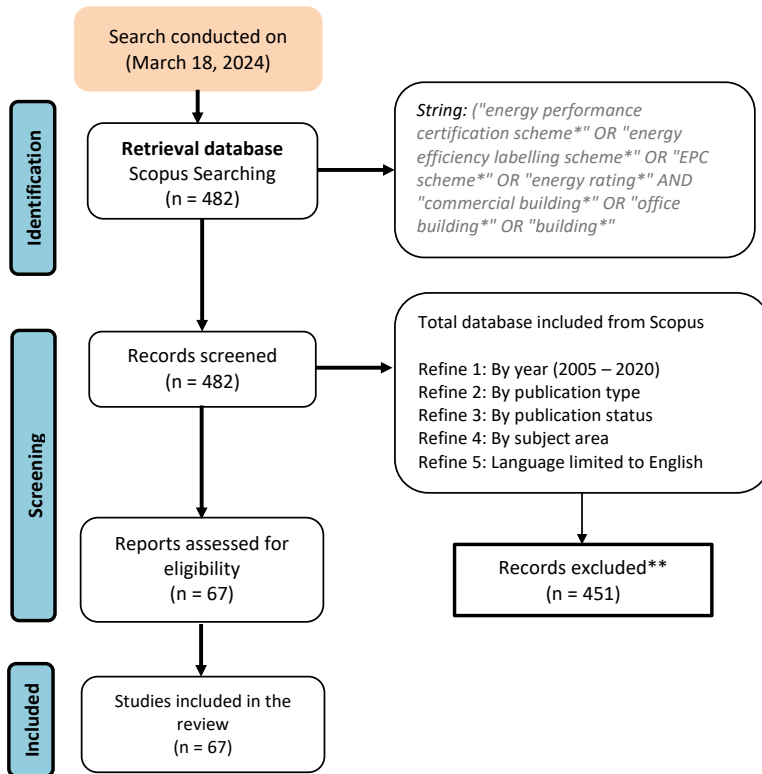 Search conducted on
(March 18, 2024)
Identification
Retrieval database
Scopus Searching
(n = 482)
String: ("energy performance
certification scheme*" OR "energy
efficiency labelling scheme*" OR "EPC
scheme*" OR "energy rating*" AND
"commercial building*" OR "office
building*" OR "building*"
Screening
Records screened
(n = 482)
Total database included from Scopus
Refine 1: By year (2005 – 2020)
Refine 2: By publication type
Refine 3: By publication status
Refine 4: By subject area
Refine 5: Language limited to English
Reports assessed for
eligibility
(n = 67)
Records excluded**
(n = 451)
Included
Studies included in the
review
(n = 67)